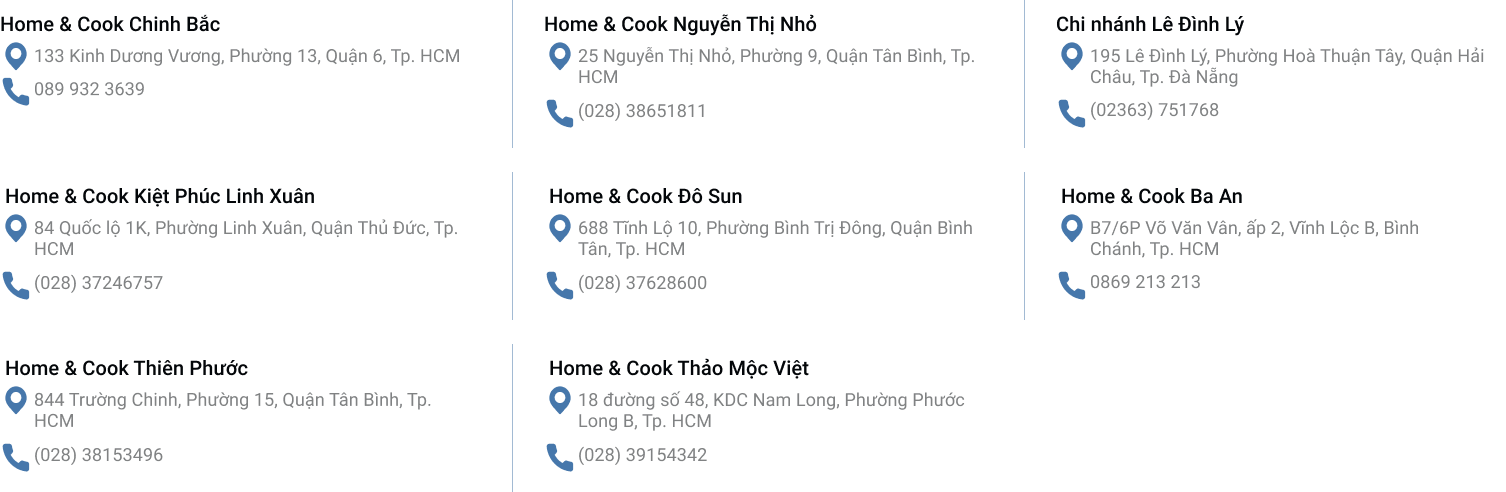 Home & Cook Chinh Bắc
133 Kinh Dương Vương, Phường 13, Quận 6, Tp. HCM
089 932 3639
Home & Cook Nguyễn Thị Nhỏ
25 Nguyễn Thị Nhỏ, Phường 9, Quận Tân Bình, Tp.
HCM
(028) 38651811
Chi nhánh Lê Đình Lý
195 Lê Đình Lý, Phường Hoà Thuận Tây, Quận Hải
Châu, Tp. Đà Nẵng
(02363) 751768
Home & Cook Kiệt Phúc Linh Xuân
84 Quốc lộ 1K, Phường Linh Xuân, Quận Thủ Đức, Tp.
HCM
(028) 37246757
Home & Cook Đô Sun
688 Tĩnh Lộ 10, Phường Bình Trị Đông, Quận Bình
Tân, Tp. HCM
(028) 37628600
Home & Cook Ba An
B7/6P Võ Văn Vân, ấp 2, Vĩnh Lộc B, Bình
Chánh, Tp. HCM
0869 213 213
Home & Cook Thiên Phước
844 Trường Chinh, Phường 15, Quận Tân Bình, Tp.
HCM
(028) 38153496
Home & Cook Thảo Mộc Việt
18 đường số 48, KDC Nam Long, Phường Phước
Long B, Tp. HCM
(028) 39154342